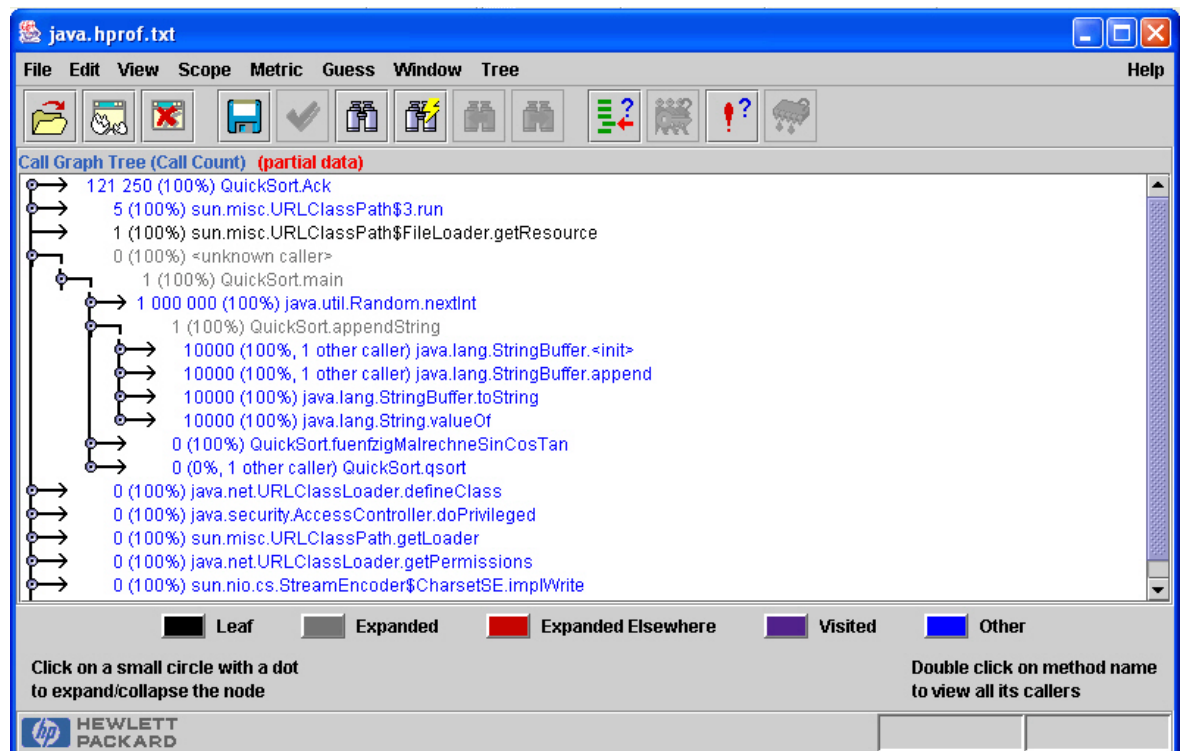 java.hprof.txt
File Edit View Scope Metric Guess Window Tree Help
Call Graph Tree (Call Count) (partial data)
121 250 (100%) QuickSort.Ack
5 (100%) sun.misc.URLClassPath$3.run
1 (100%) sun.misc.URLClassPath$FileLoader.getResource
0 (100%) <unknown caller>
1 (100%) QuickSort.main
1 000 000 (100%) java.util.Random.nextInt
1 (100%) QuickSort.appendString
10000 (100%, 1 other caller) java.lang.StringBuffer.<init>
10000 (100%, 1 other caller) java.lang.StringBuffer.append
10000 (100%) java.lang.StringBuffer.toString
10000 (100%) java.lang.String.valueOf
0 (100%) QuickSort.fuenfzigMalrechneSinCosTan
0 (0%, 1 other caller) QuickSort.qsort
0 (100%) java.net.URLClassLoader.defineClass
0 (100%) java.security.AccessController.doPrivileged
0 (100%) sun.misc.URLClassPath.getLoader
0 (100%) java.net.URLClassLoader.getPermissions
0 (100%) sun.nio.cs.StreamEncoder$CharsetSE.implWrite
Leaf Expanded Expanded Elsewhere Visited Other
Click on a small circle with a dot
to expand/collapse the node
Double click on method name
to view all its callers
hp HEWLETT
PACKARD